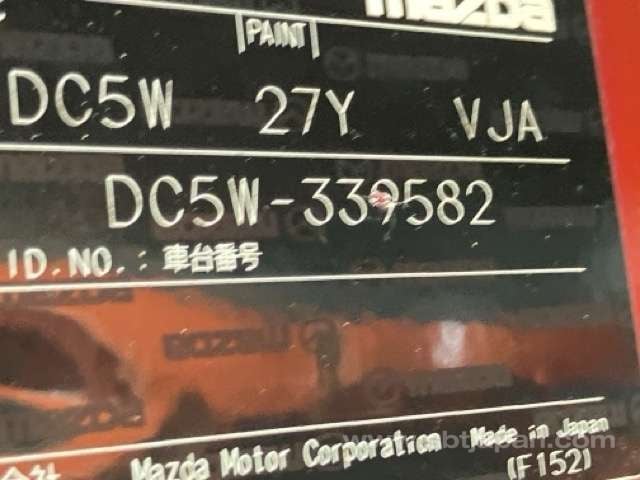 mazda
PAINT
DC5W 27Y VJA
DC5W-339582
ID.NO.: 車台番号
Mazda Motor Corporation Made in Japan
(F152)